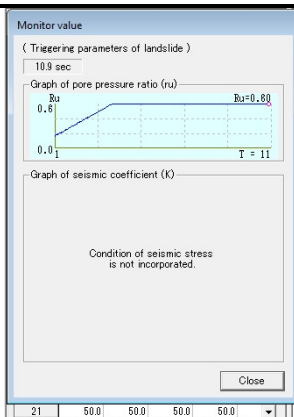 Monitor value
( Triggering parameters of landslide )
10.9 sec
Graph of pore pressure ratio (ru)
Ru
0.6
Ru=0.60
0.0
1
T = 11
Graph of seismic coefficient (K)
Condition of seismic stress
is not incorporated.
Close
21 50.0 50.0 50.0 50.0